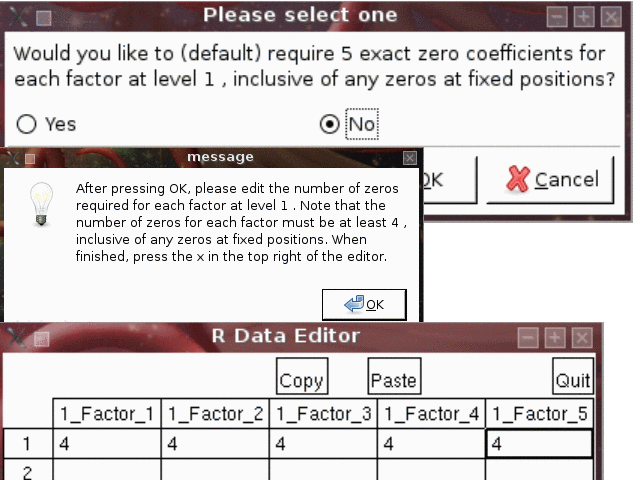 Please select one
Would you like to (default) require 5 exact zero coefficients for
each factor at level 1 , inclusive of any zeros at fixed positions?
Yes
No
OK
Cancel
message
After pressing OK, please edit the number of zeros
required for each factor at level 1 . Note that the
number of zeros for each factor must be at least 4 ,
inclusive of any zeros at fixed positions. When
finished, press the x in the top right of the editor.
OK
R Data Editor
Copy Paste Quit
1_Factor_1 1_Factor_2 1_Factor_3 1_Factor_4 1_Factor_5
1 4 4 4 4 4
2